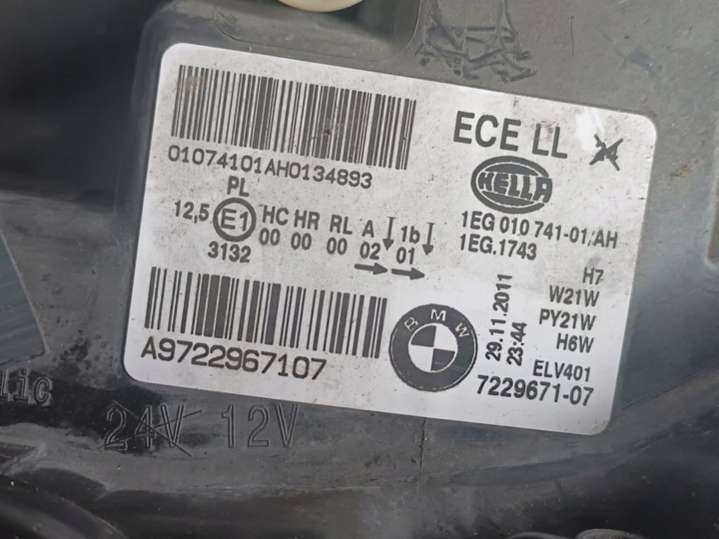 01074101AH0134893
ECE LL
HELLA
1EG 010 741-01/AH
1EG.1743
PL
12,5 E1 HC HR RL A 1b
00 00 00 02 01
3132
H7
W21W
PY21W
H6W
29.11.2011
23:44
A9722967107
BMW
ELV401
7229671-07
24V 12V